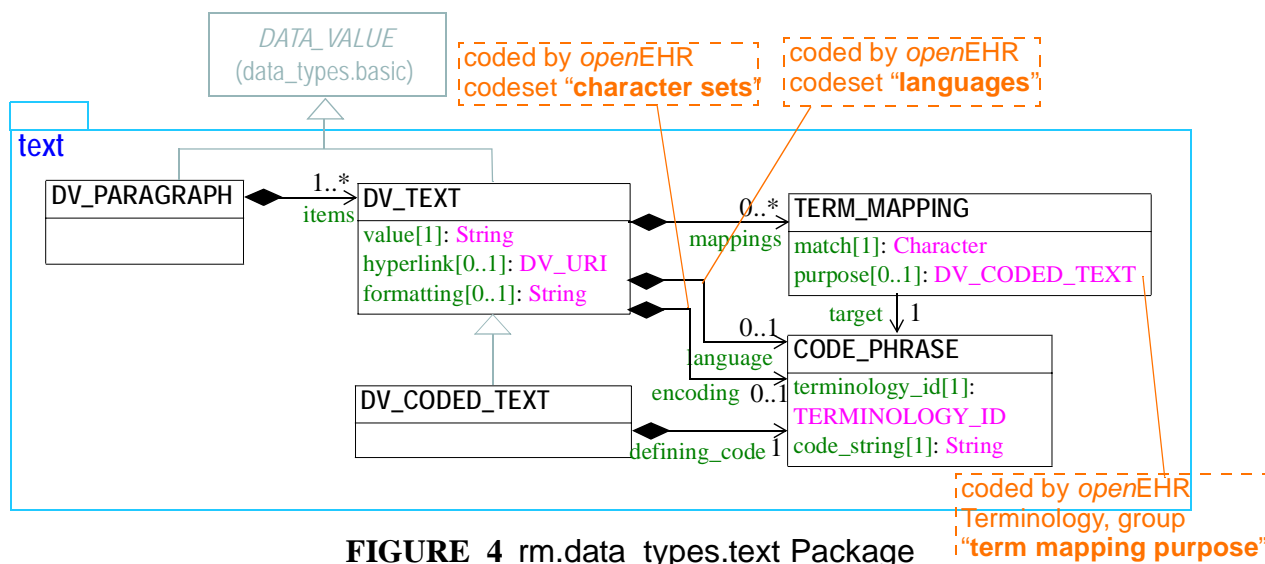 DATA_VALUE
(data_types.basic)
coded by openEHR
codeset “character sets”
coded by openEHR
codeset “languages”
text
DV_PARAGRAPH
1..*
items
DV_TEXT
value[1]: String
hyperlink[0..1]: DV_URI
formatting[0..1]: String
0..*
mappings
TERM_MAPPING
match[1]: Character
purpose[0..1]: DV_CODED_TEXT
target
1
0..1
language
encoding
0..1
CODE_PHRASE
terminology_id[1]:
TERMINOLOGY_ID
code_string[1]: String
DV_CODED_TEXT
defining_code
1
coded by openEHR
Terminology, group
“term mapping purpose”
FIGURE 4 rm.data_types.text Package